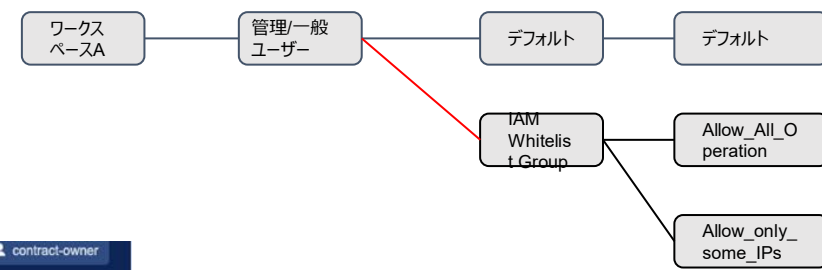 ワークス
ペースA
管理/一般
ユーザー
デフォルト
デフォルト
IAM
Whitelis
t Group
Allow_All_O
peration
Allow_only_
some_IPs
contract-owner